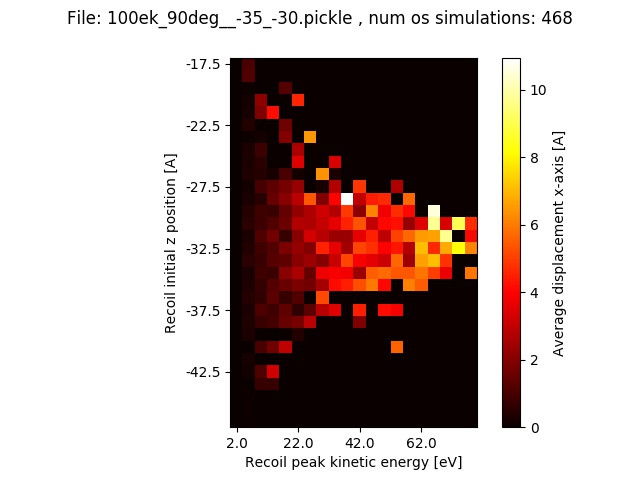 File: 100ek_90deg__-35_-30.pickle , num os simulations: 468
-17.5
-22.5
-27.5
-32.5
-37.5
-42.5
Recoil initial z position [A]
2.0 22.0 42.0 62.0
Recoil peak kinetic energy [eV]
10
8
6
4
2
0
Average displacement x-axis [A]